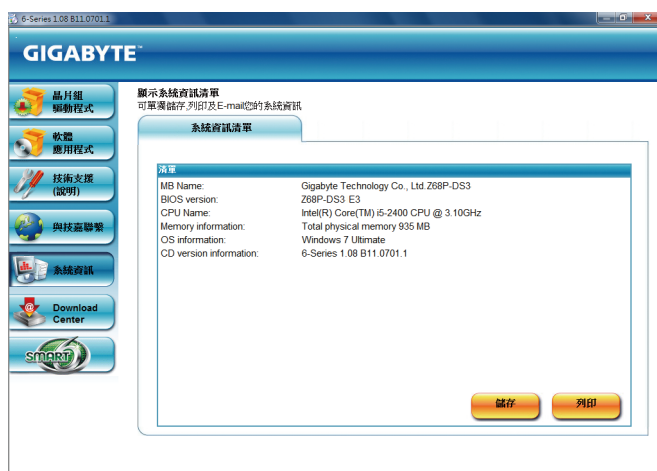 6-Series 1.08 B11.0701.1
GIGABYTE™
晶片組
驅動程式
軟體
應用程式
技術支援
(說明)
與技嘉聯繫
系統資訊
Download
Center
SMART6
顯示系統資訊清單
可單獨儲存,列印及E-mail您的系統資訊
系統資訊清單
清單
MB Name: Gigabyte Technology Co., Ltd.Z68P-DS3
BIOS version: Z68P-DS3 E3
CPU Name: Intel(R) Core(TM) i5-2400 CPU @ 3.10GHz
Memory information: Total physical memory 935 MB
OS information: Windows 7 Ultimate
CD version information: 6-Series 1.08 B11.0701.1
儲存 列印